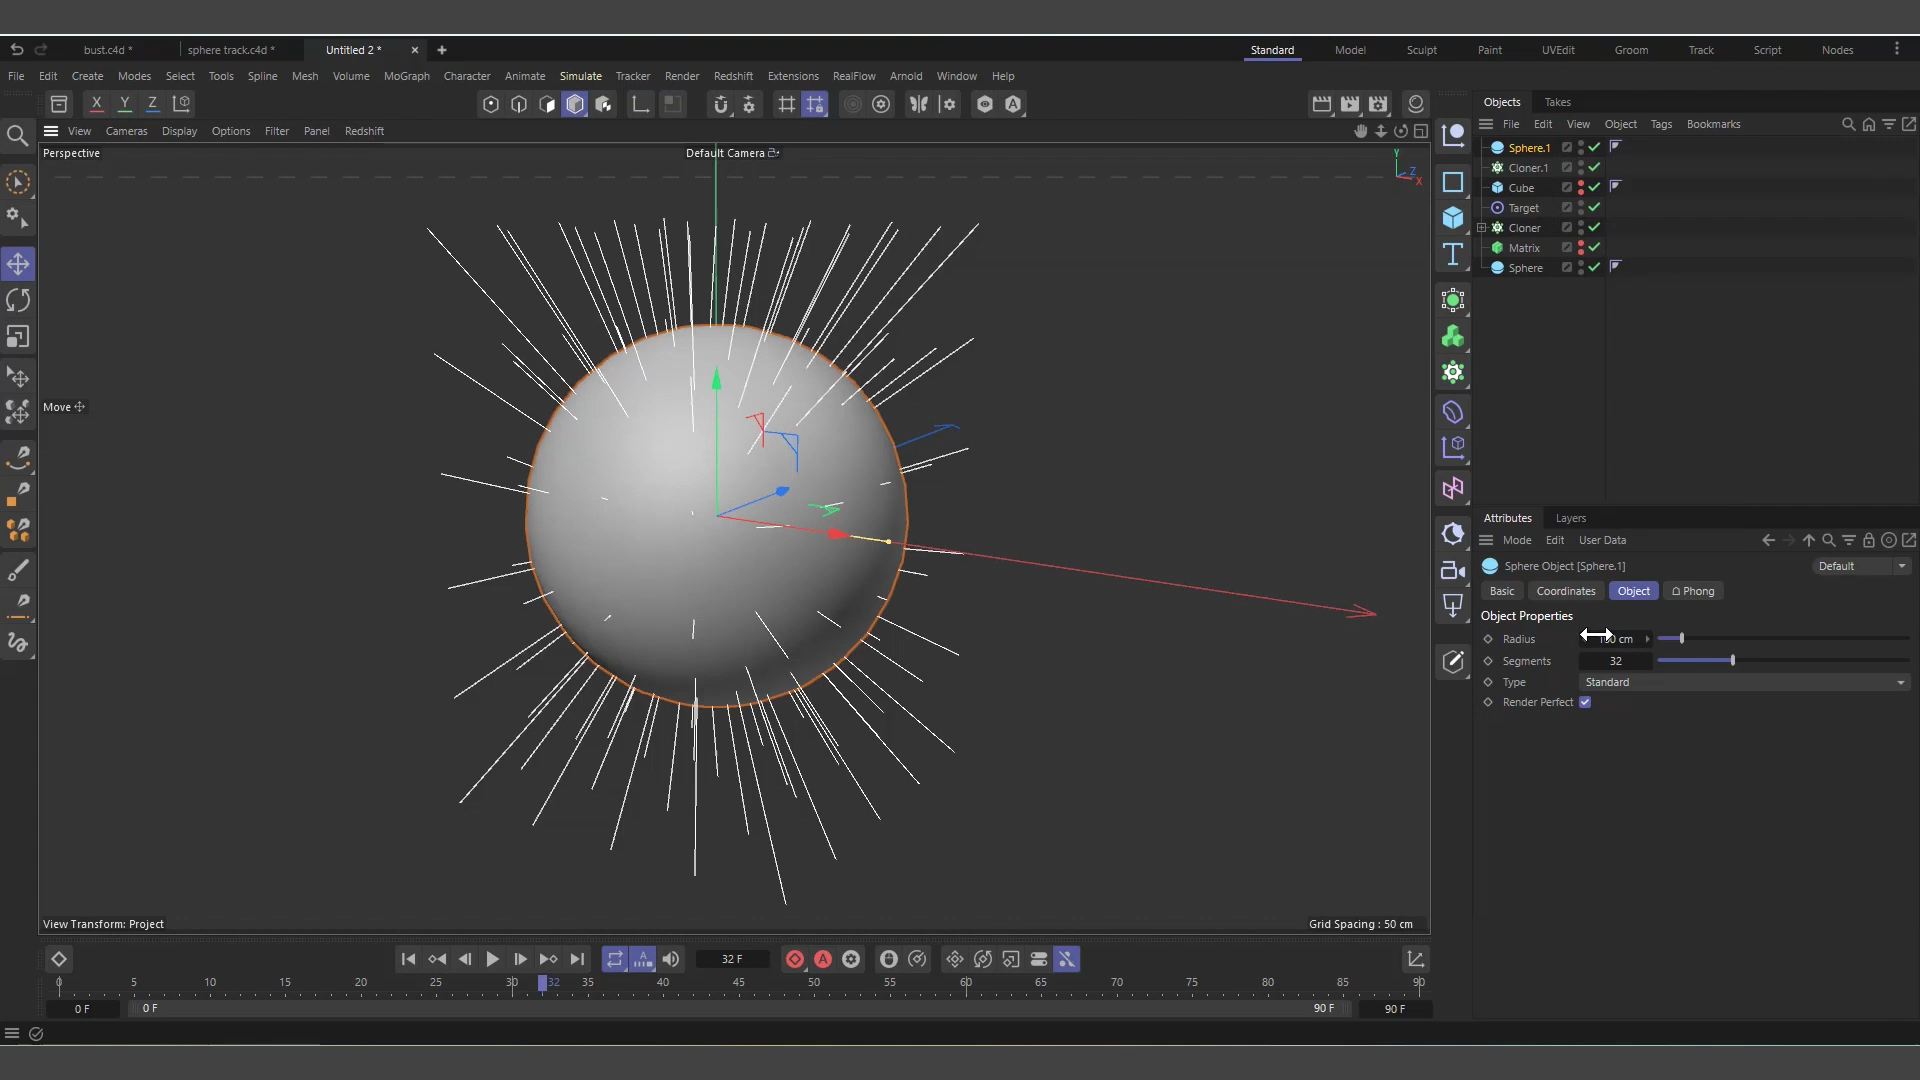 bust.c4d *
sphere track.c4d *
Untitled 2 *
Standard
Model
Sculpt
Paint
UVEdit
Groom
Track
Script
Nodes
File Edit Create Modes Select Tools Spline Mesh Volume MoGraph Character Animate Simulate Tracker Render Redshift Extensions RealFlow Arnold Window Help
X Y Z
Objects Takes
View Cameras Display Options Filter Panel Redshift
File Edit View Object Tags Bookmarks
Perspective
Default Camera
Y
Z
X
Sphere.1
Cloner.1
Cube
Target
Cloner
Matrix
Sphere
Move
Attributes Layers
Mode Edit User Data
Sphere Object [Sphere.1]
Default
Basic Coordinates Object Phong
Object Properties
Radius cm
Segments 32
Type Standard
Render Perfect
View Transform: Project
Grid Spacing : 50 cm
32 F
0 5 10 15 20 25 30 32 35 40 45 50 55 60 65 70 75 80 85 90
0 F
0 F
90 F
90 F